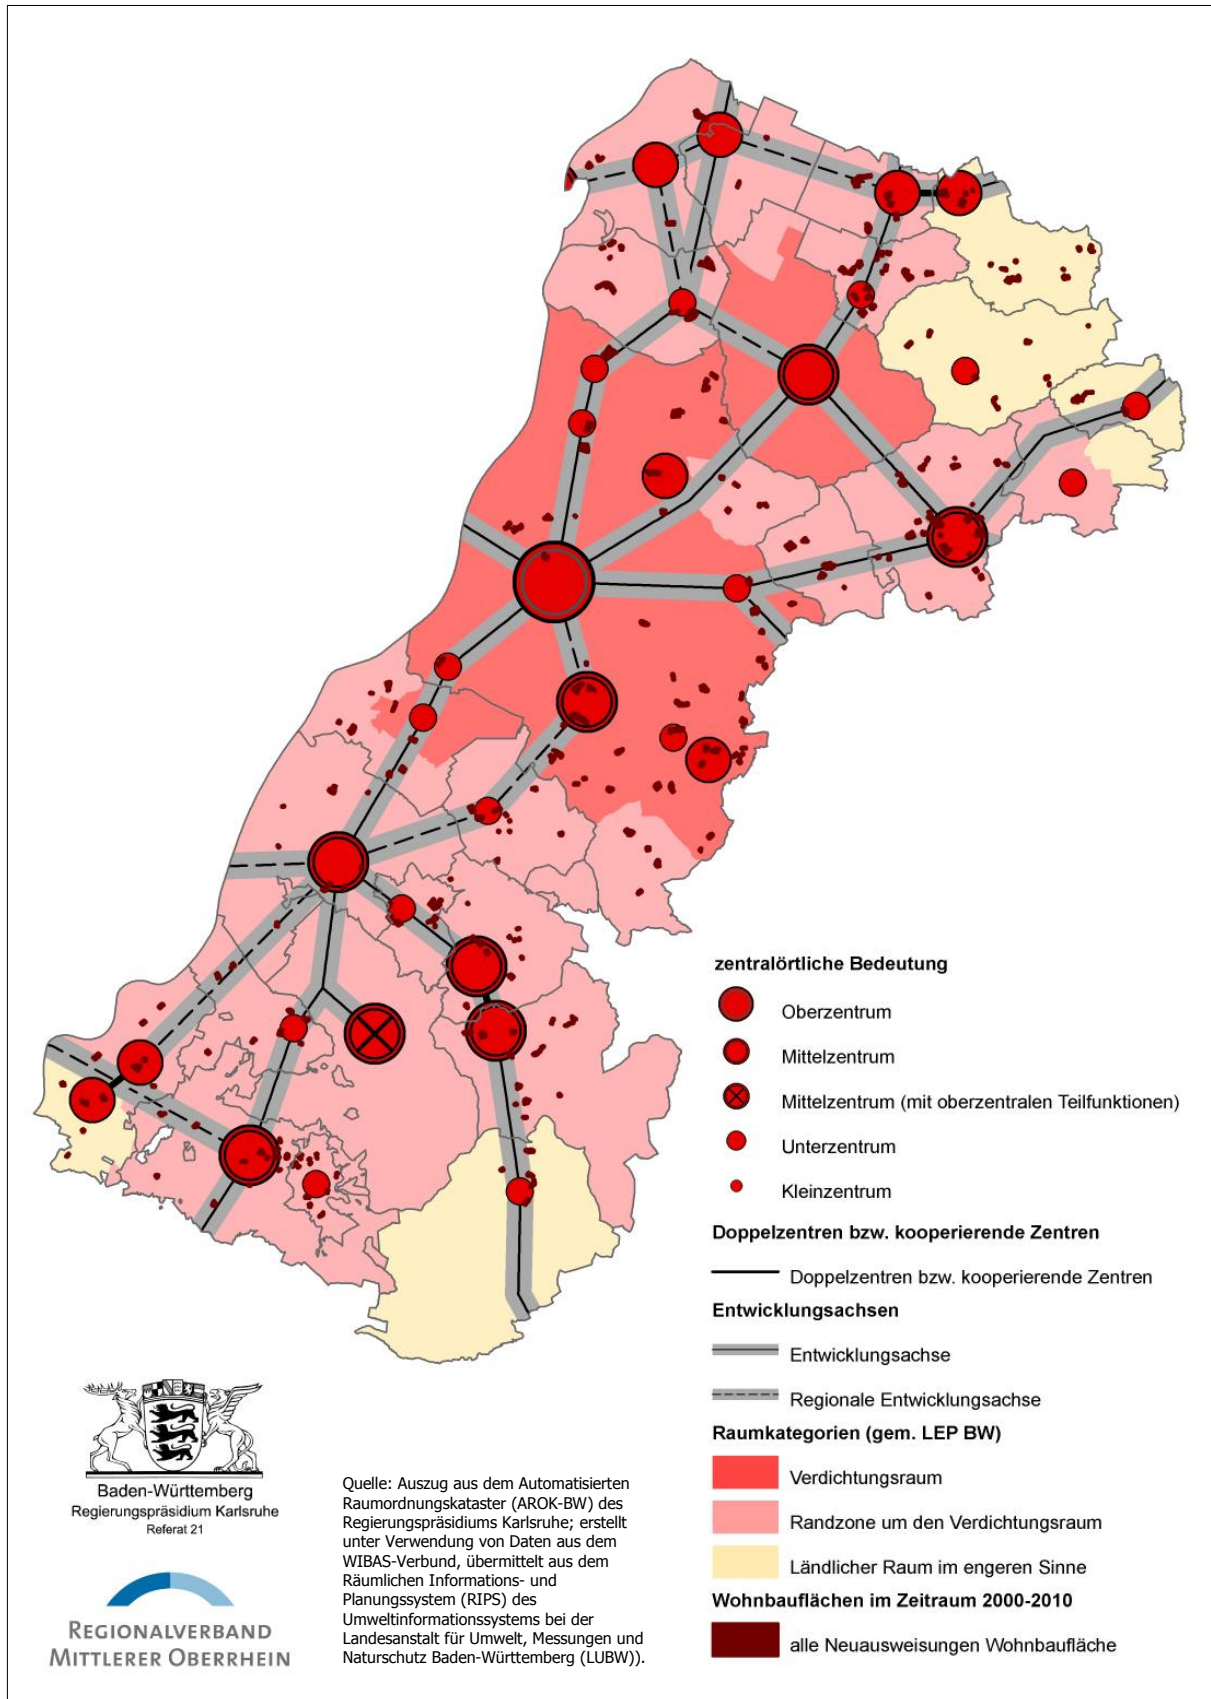 zentralörtliche Bedeutung
Oberzentrum
Mittelzentrum
Mittelzentrum (mit oberzentralen Teilfunktionen)
Unterzentrum
Kleinzentrum
Doppelzentren bzw. kooperierende Zentren
Doppelzentren bzw. kooperierende Zentren
Entwicklungsachsen
Entwicklungsachse
Regionale Entwicklungsachse
Raumkategorien (gem. LEP BW)
Verdichtungsraum
Randzone um den Verdichtungsraum
Ländlicher Raum im engeren Sinne
Wohnbauflächen im Zeitraum 2000-2010
alle Neuausweisungen Wohnbaufläche
Baden-Württemberg
Regierungspräsidium Karlsruhe
Referat 21
REGIONALVERBAND
MITTLERER OBERRHEIN
Quelle: Auszug aus dem Automatisierten
Raumordnungskataster (AROK-BW) des
Regierungspräsidiums Karlsruhe; erstellt
unter Verwendung von Daten aus dem
WIBAS-Verbund, übermittelt aus dem
Räumlichen Informations- und
Planungssystem (RIPS) des
Umweltinformationssystems bei der
Landesanstalt für Umwelt, Messungen und
Naturschutz Baden-Württemberg (LUBW)).